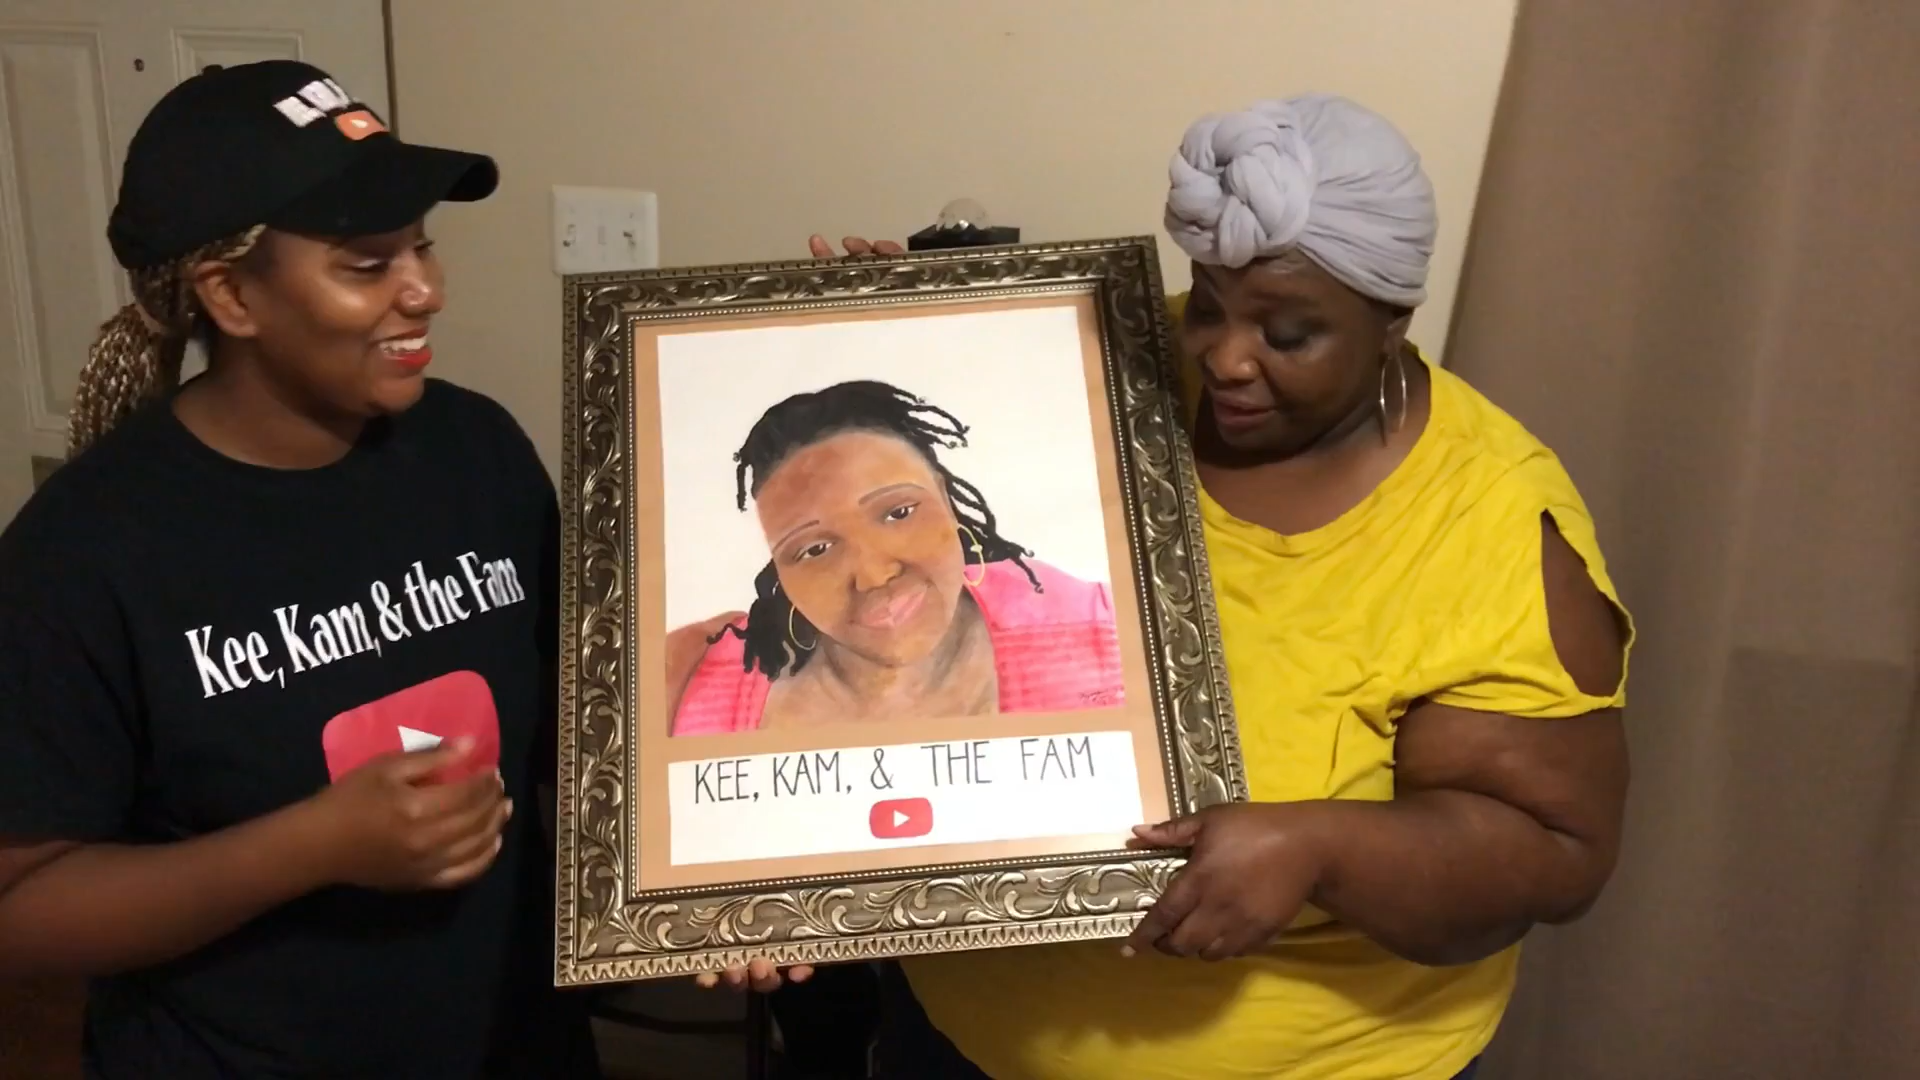 Kee, Kam, & the Fam
KEE, KAM, & THE FAM